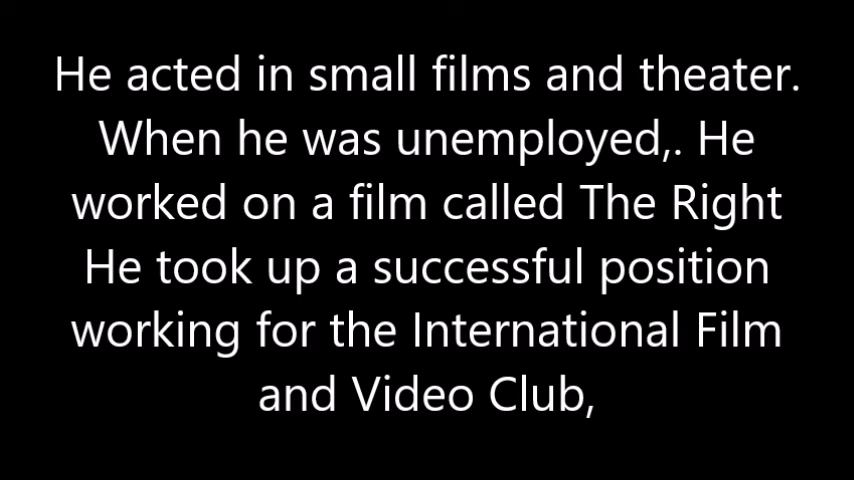 He acted in small films and theater.
When he was unemployed,. He
worked on a film called The Right
He took up a successful position
working for the International Film
and Video Club,